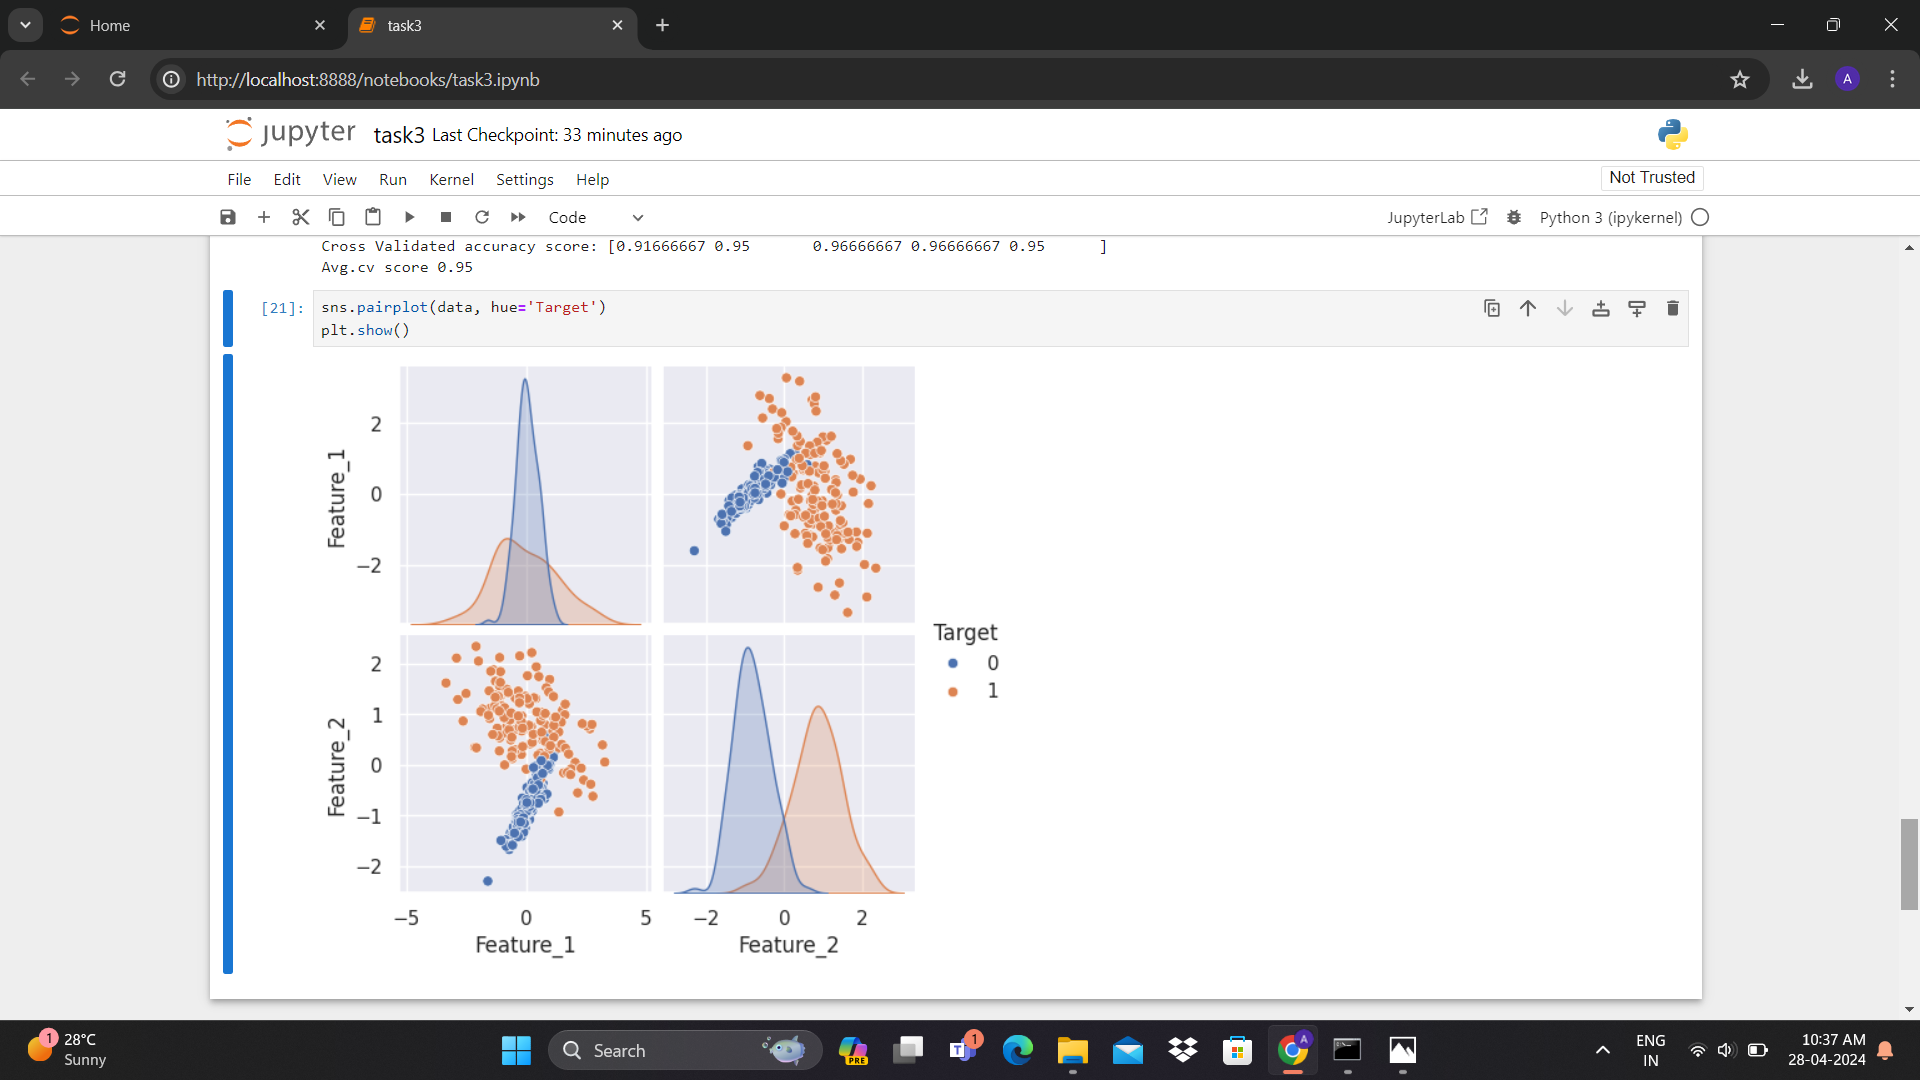 Home
task3
http://localhost:8888/notebooks/task3.ipynb
A
jupyter task3 Last Checkpoint: 33 minutes ago
File Edit View Run Kernel Settings Help
Not Trusted
Code
JupyterLab
Python 3 (ipykernel)
Cross Validated accuracy score: [0.91666667 0.95       0.96666667 0.96666667 0.95      ]
Avg.cv score 0.95
[21]:
sns.pairplot(data, hue='Target')
plt.show()
Feature_1
2
0
−2
Feature_2
2
1
0
−1
−2
−5 0 5
−2 0 2
Feature_1
Feature_2
Target
0
1
1
28°C
Sunny
Search
PRE
T
1
A
ENG
IN
10:37 AM
28-04-2024